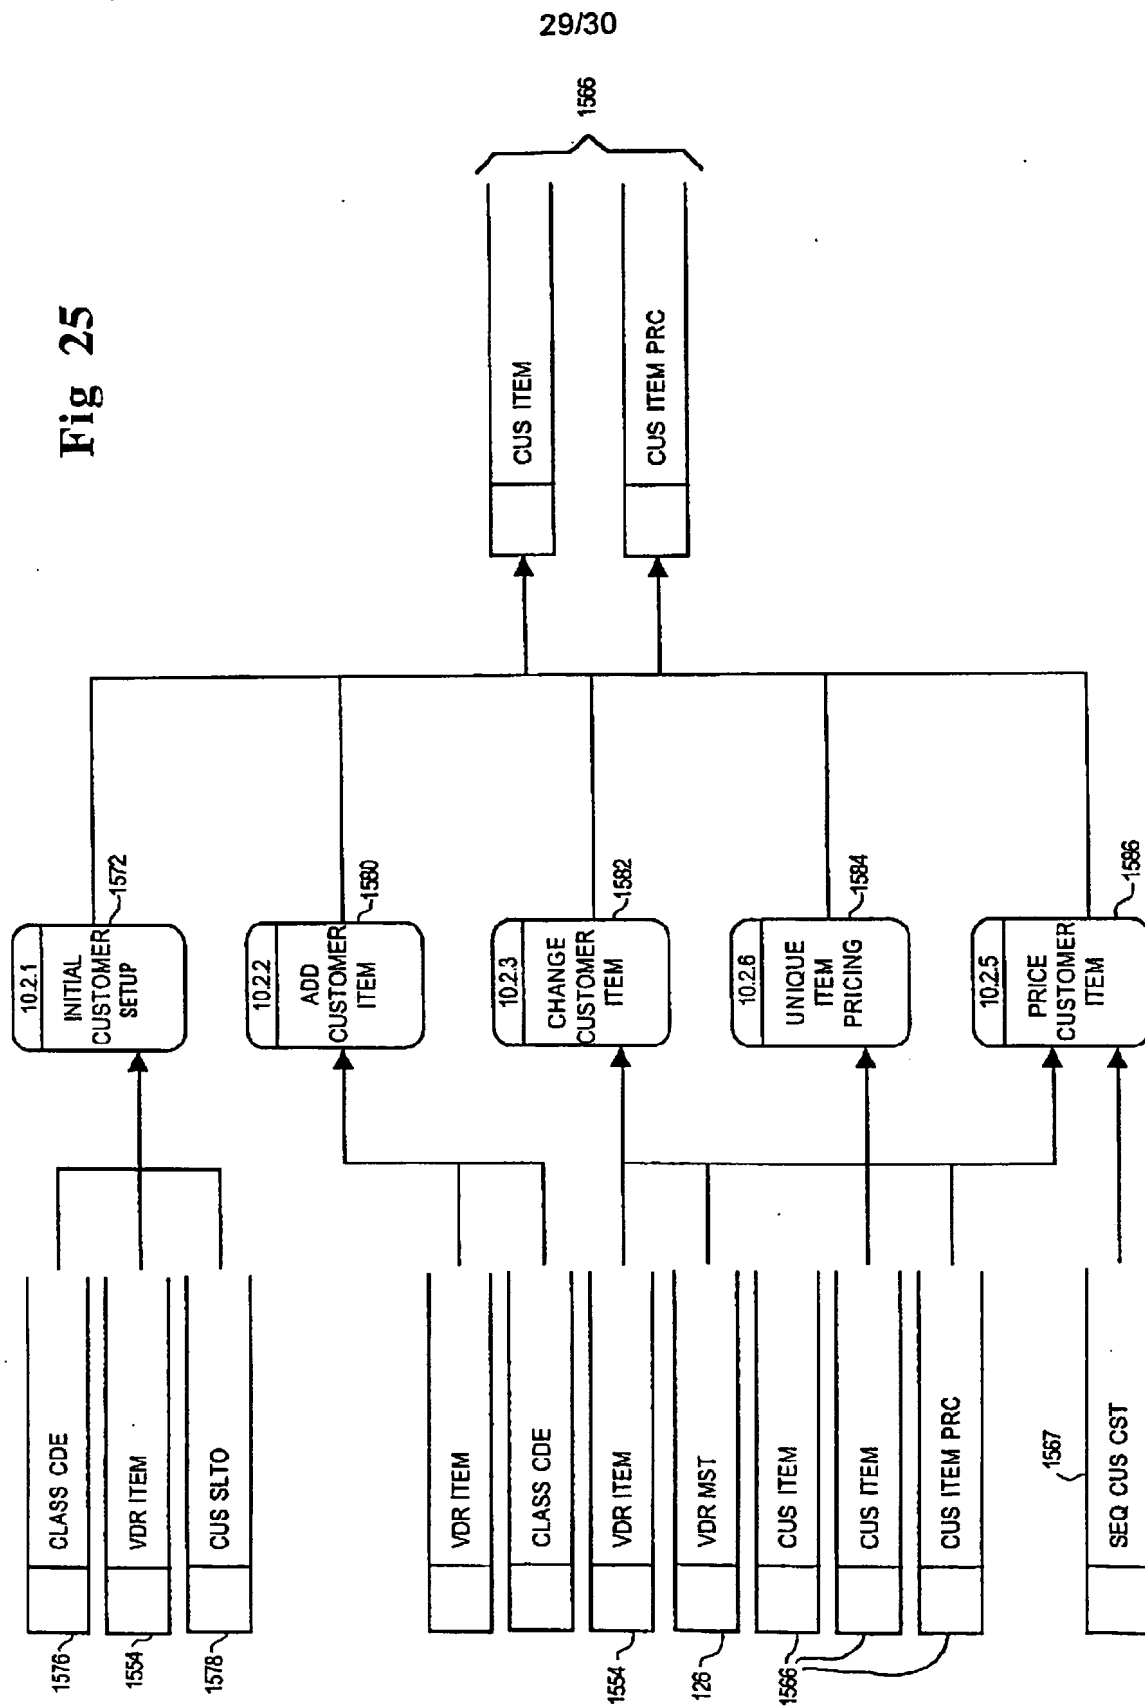 29/30
Fig 25
1576
CLASS CDE
1554
VDR ITEM
1578
CUS SLTO
VDR ITEM
CLASS CDE
1554
VDR ITEM
126
VDR MST
1566
CUS ITEM
CUS ITEM
CUS ITEM PRC
1567
SEQ CUS CST
10.2.1
INITIAL
CUSTOMER
SETUP
1572
10.2.2
ADD
CUSTOMER
ITEM
1580
10.2.3
CHANGE
CUSTOMER
ITEM
1582
10.2.6
UNIQUE
ITEM
PRICING
1584
10.2.5
PRICE
CUSTOMER
ITEM
1586
CUS ITEM
CUS ITEM PRC
1566